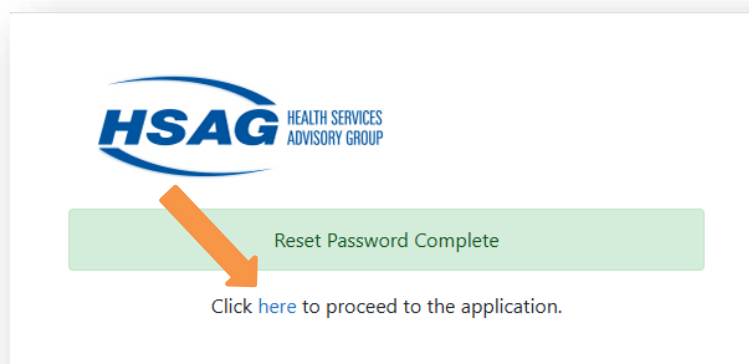 HSAG HEALTH SERVICES
ADVISORY GROUP
Reset Password Complete
Click here to proceed to the application.